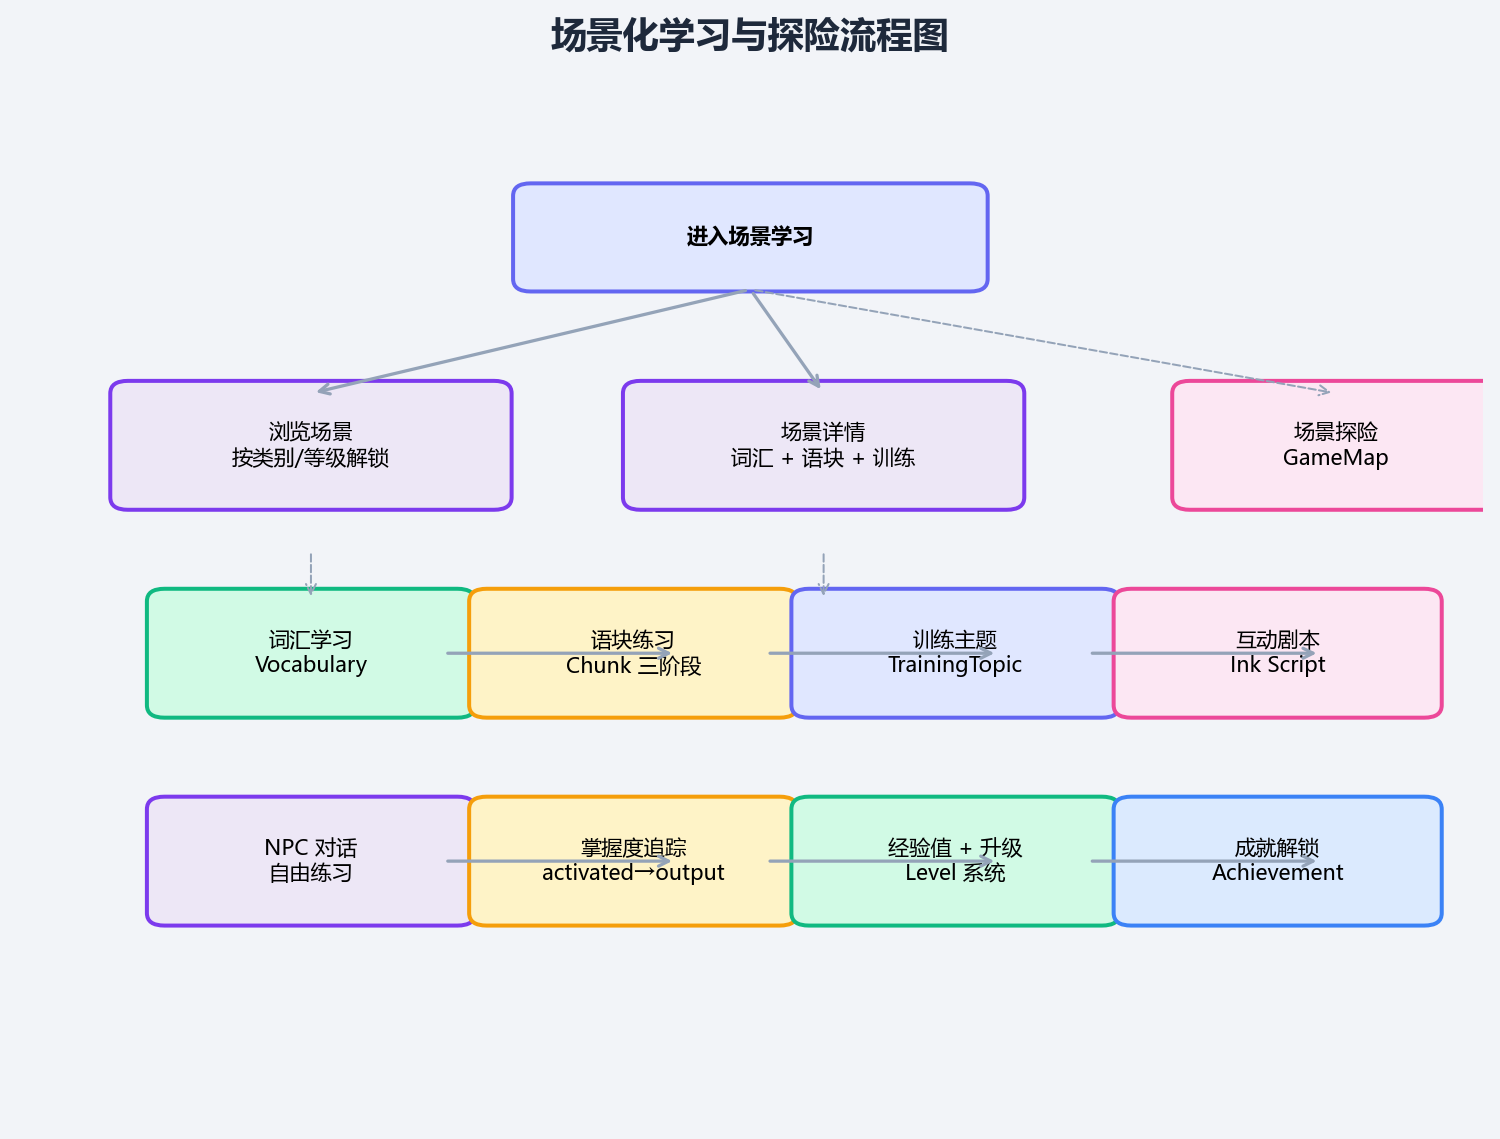 场景化学习与探险流程图
进入场景学习
浏览场景
按类别/等级解锁
场景详情
词汇 + 语块 + 训练
场景探险
GameMap
词汇学习
Vocabulary
语块练习
Chunk 三阶段
训练主题
TrainingTopic
互动剧本
Ink Script
NPC 对话
自由练习
掌握度追踪
activated→output
经验值 + 升级
Level 系统
成就解锁
Achievement